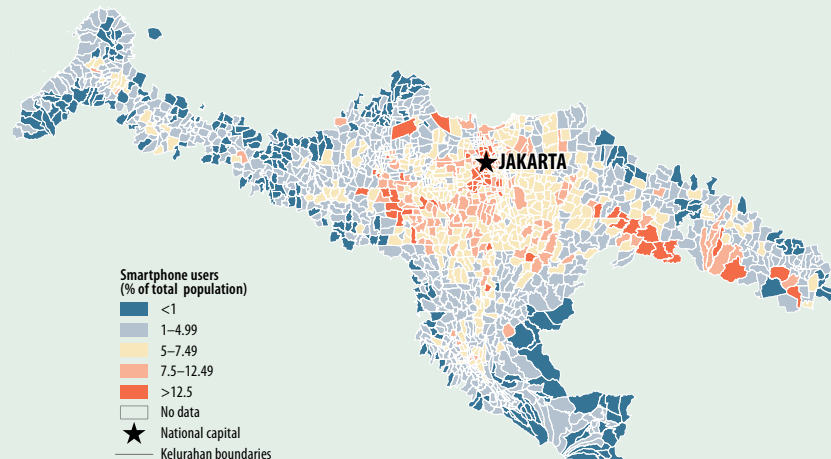 JAKARTA
Smartphone users
(% of total population)
<1
1–4.99
5–7.49
7.5–12.49
>12.5
No data
National capital
Kelurahan boundaries